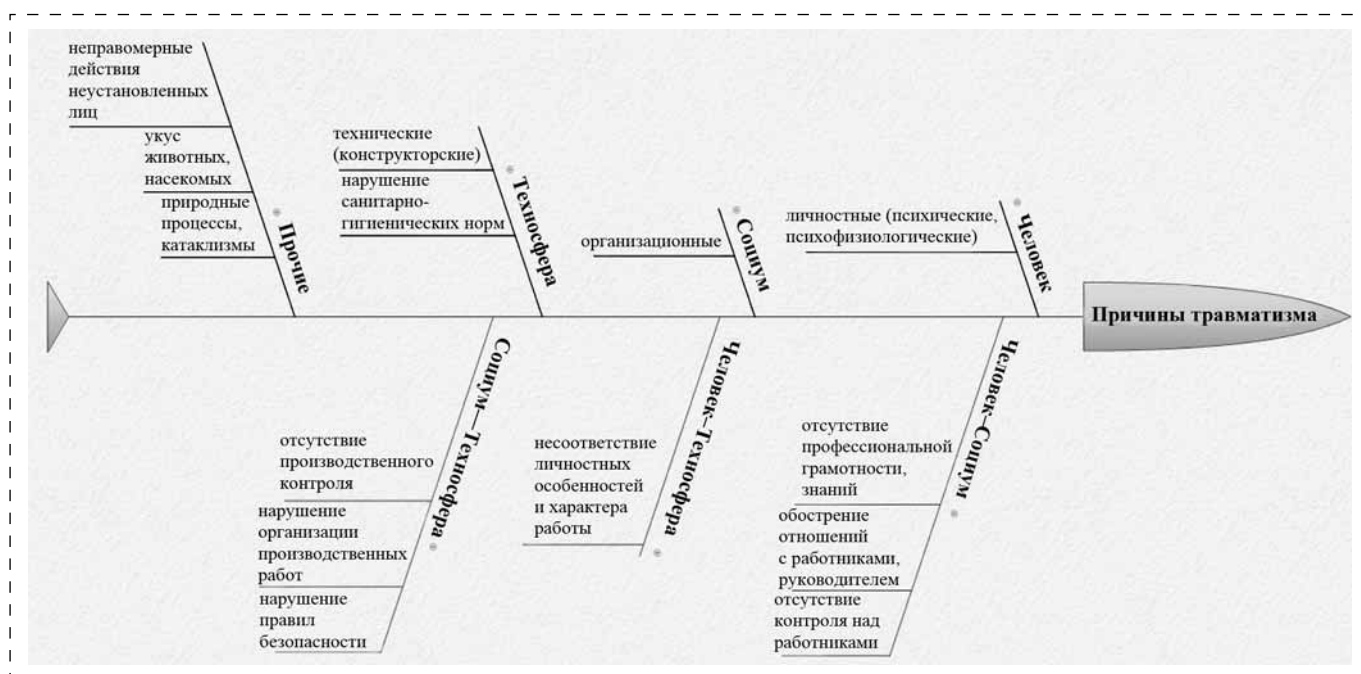 неправомерные
действия
неустановленных
лиц
укус
животных,
насекомых
природные
процессы,
катаклизмы
Прочие
технические
(конструкторские)
нарушение
санитарно-
гигиенических норм
Техносфера
организационные
Социум
личностные (психические,
психофизиологические)
Человек
Причины травматизма
отсутствие
производственного
контроля
нарушение
организации
производственных
работ
нарушение
правил
безопасности
Социум–Техносфера
несоответствие
личностных
особенностей
и характера
работы
Человек–Техносфера
отсутствие
профессиональной
грамотности,
знаний
обострение
отношений
с работниками,
руководителем
отсутствие
контроля над
работниками
Человек–Социум